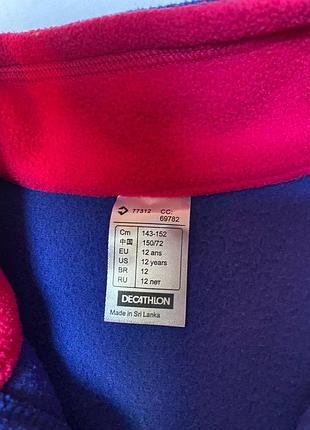 77312 CC:
69782
Cm 143-152
中国 150/72
EU 12 ans
US 12 years
BR 12
RU 12 лет
DECATHLON
Made in Sri Lanka